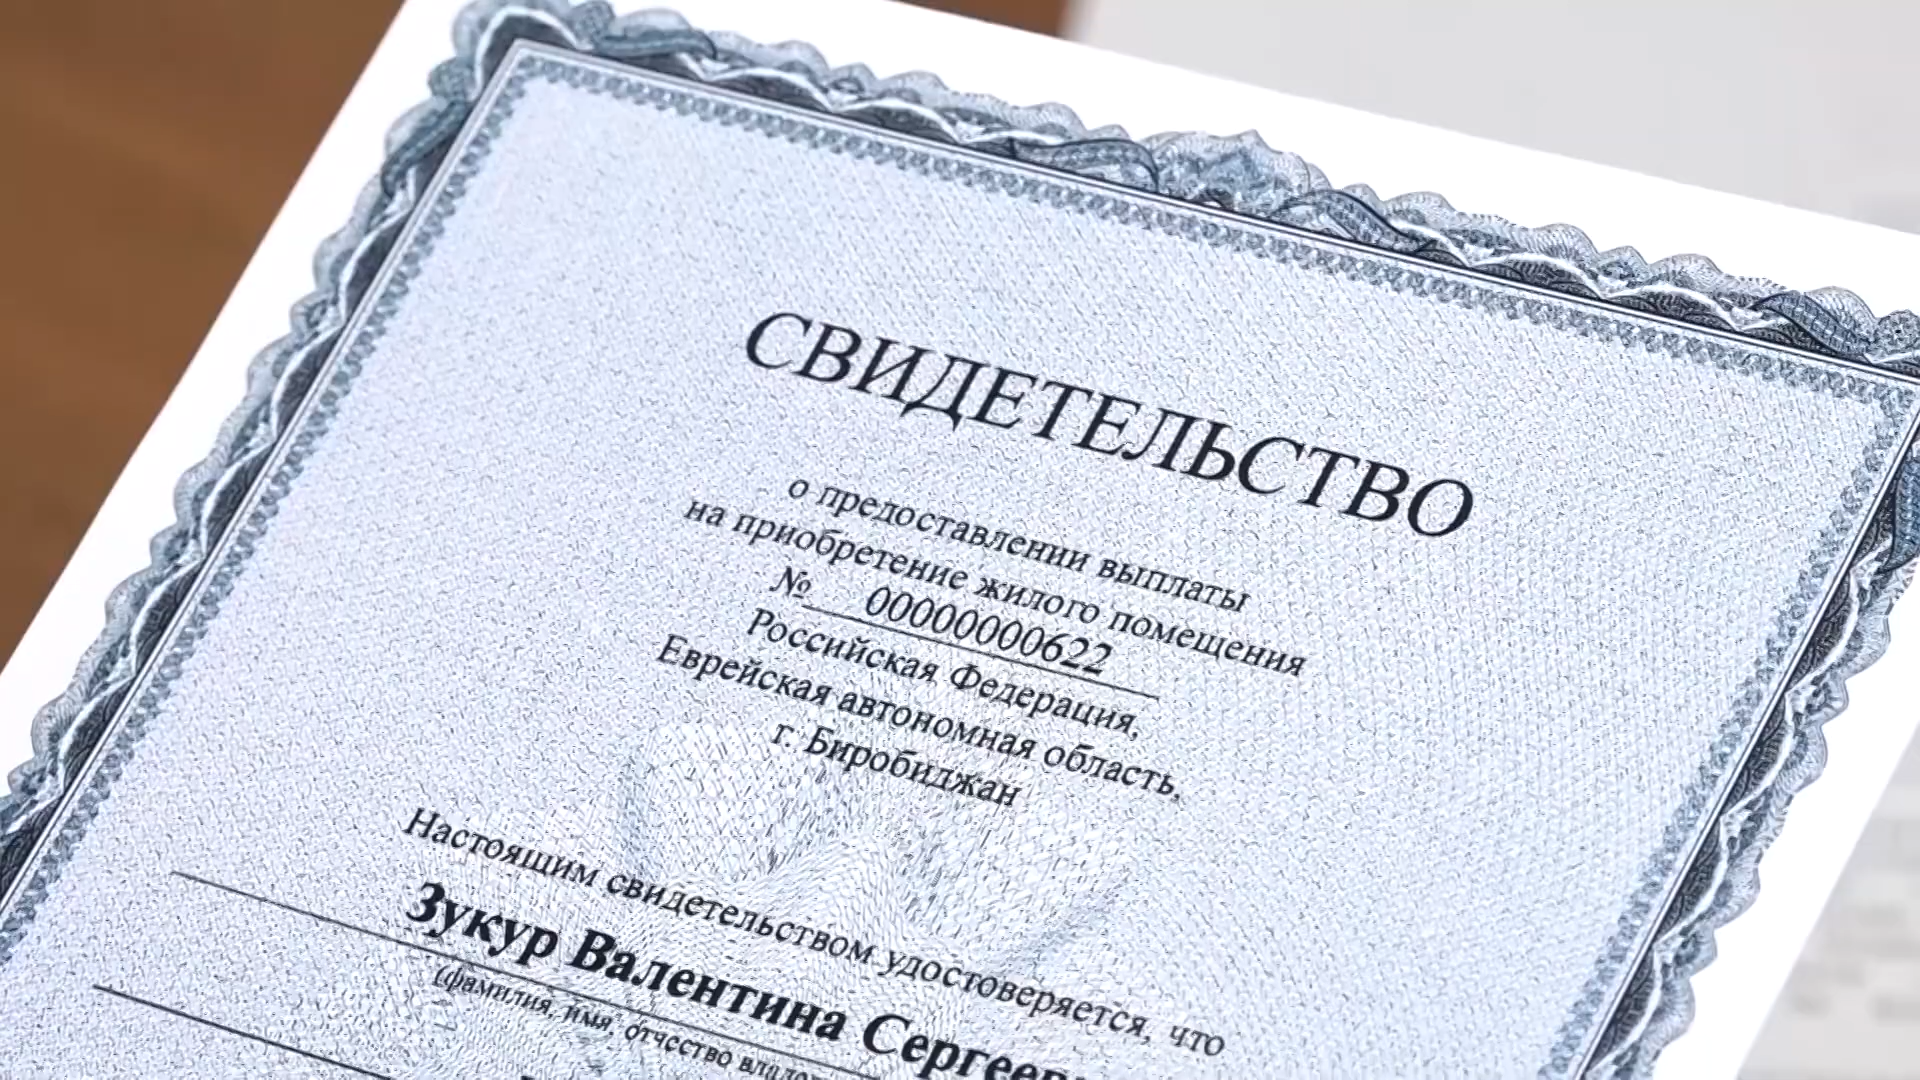 СВИДЕТЕЛЬСТВО
о предоставлении выплаты
на приобретение жилого помещения
№ 00000000622
Российская Федерация,
Еврейская автономная область,
г. Биробиджан
Настоящим свидетельством удостоверяется, что
Зукур Валентина
(фамилия, имя, отчество